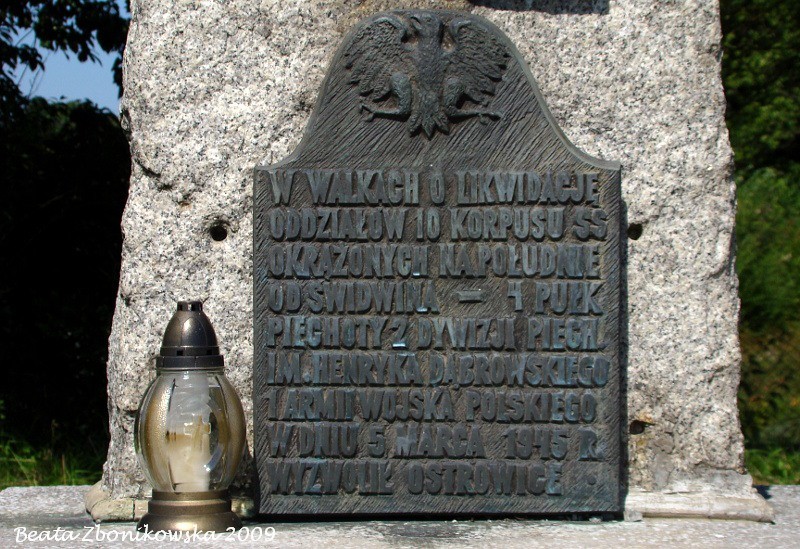 W WALKACH O LIKWIDACJĘ
ODDZIAŁÓW 10 KORPUSU SS
OKRĄŻONYCH NA POŁUDNIE
OD ŚWIDWINA – 4 PUŁK
PIECHOTY 2 DYWIZJI PIECH.
IM. HENRYKA DĄBROWSKIEGO
1 ARMII WOJSKA POLSKIEGO
W DNIU 5 MARCA 1945 R.
WYZWOLIŁ OSTROWICE .
Beata Zbonikowska 2009